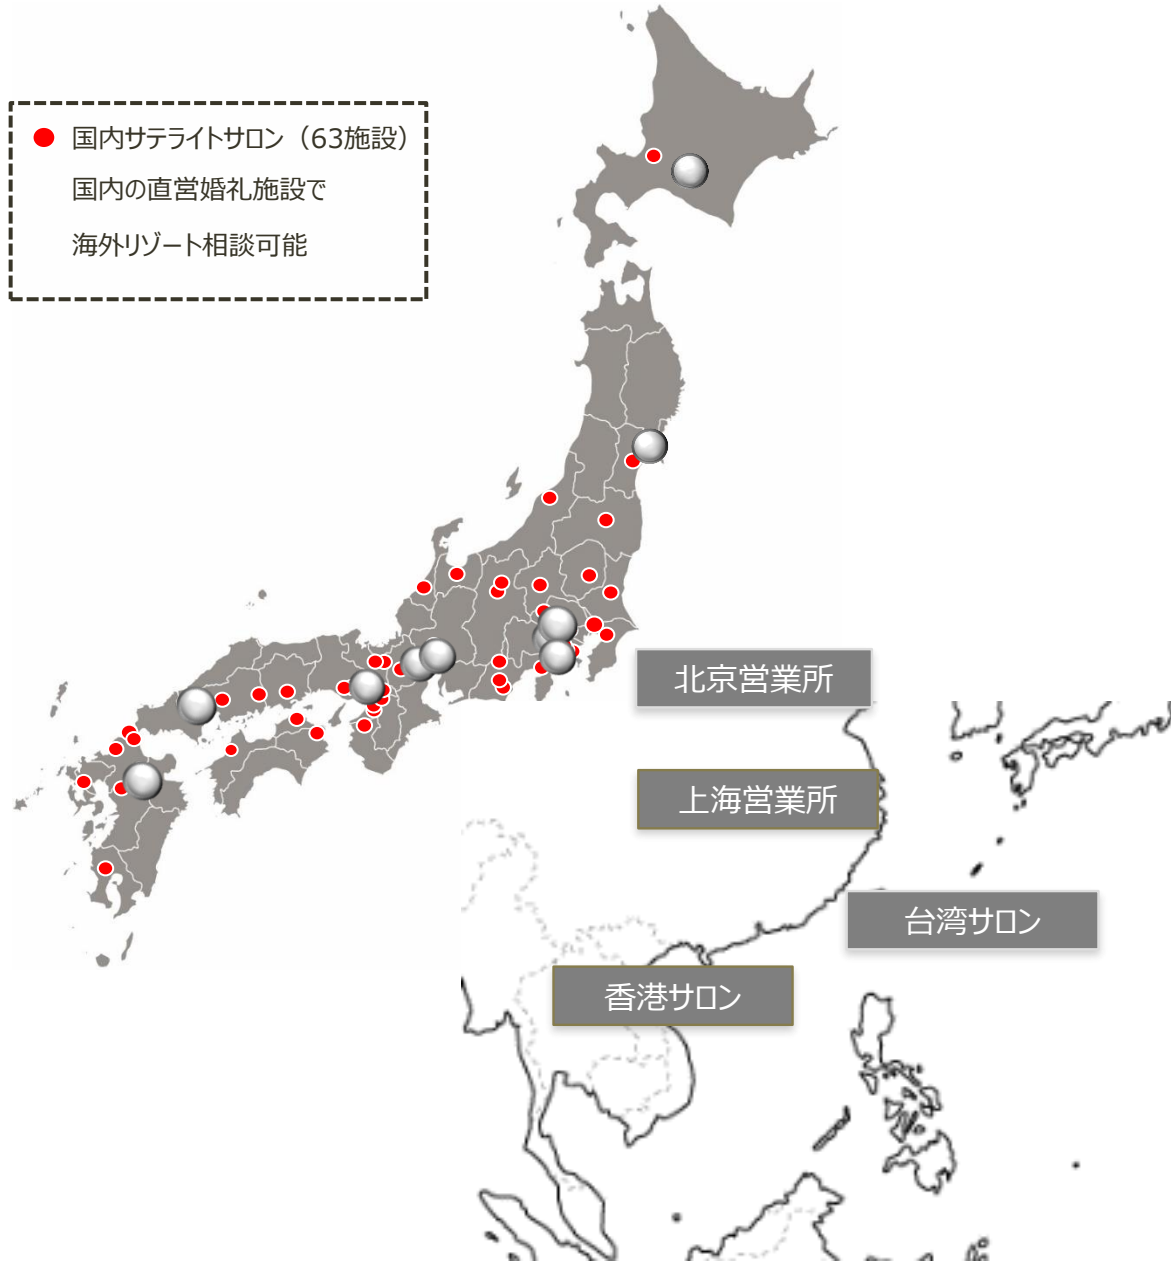 国内サテライトサロン（63施設）
国内の直営婚礼施設で
海外リゾート相談可能
北京営業所
上海営業所
台湾サロン
香港サロン